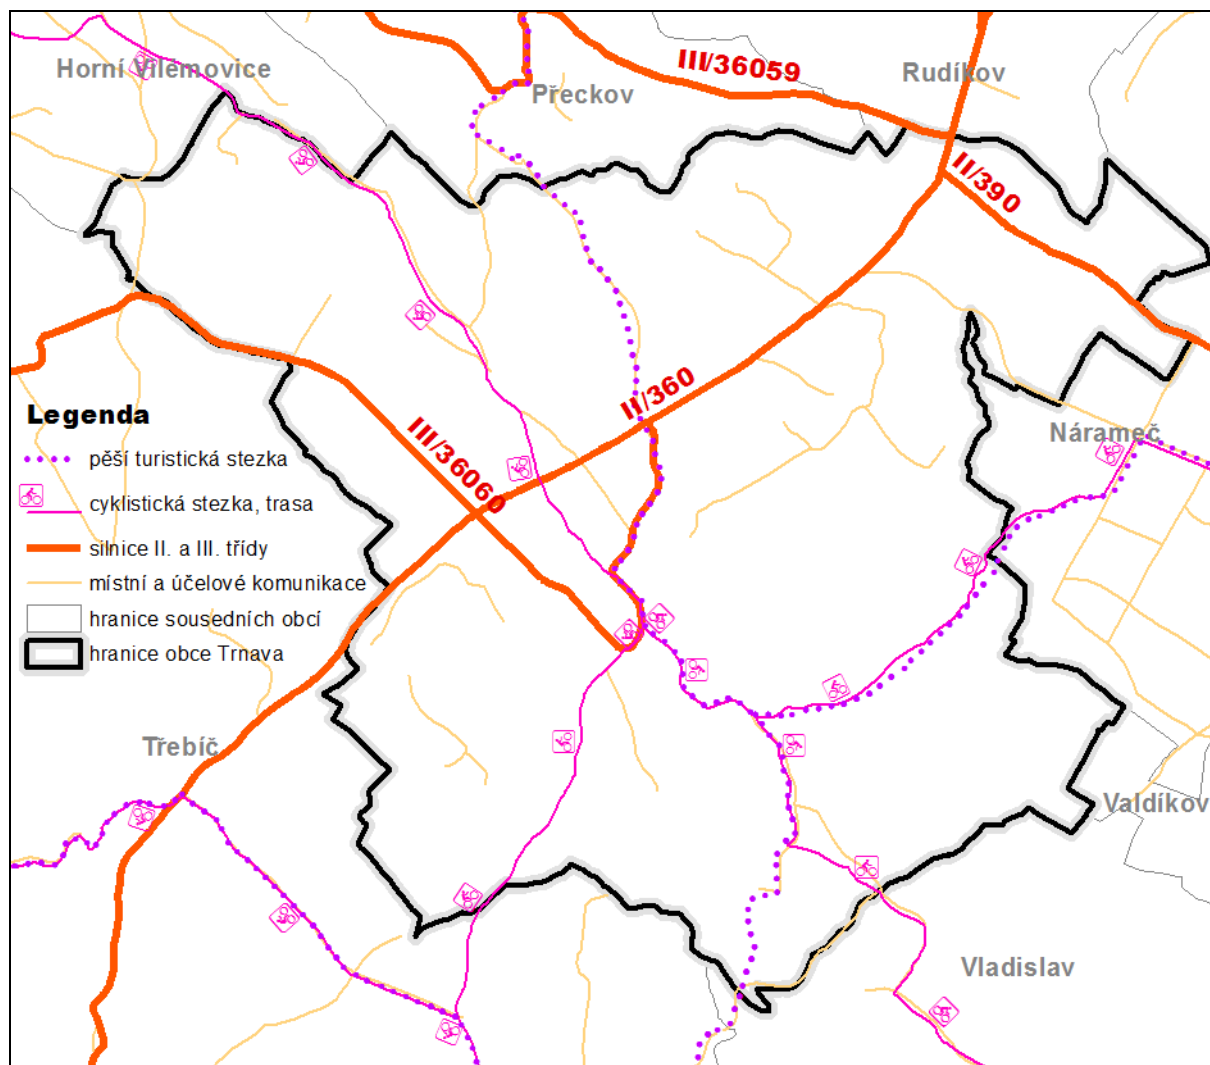 III/36059
Rudíkov
Horní Vilémovice
Přeckov
II/390
II/360
Legenda
III/36060
Nárameč
pěší turistická stezka
cyklistická stezka, trasa
silnice II. a III. třídy
místní a účelové komunikace
hranice sousedních obcí
hranice obce Trnava
Třebíč
Valdíkov
Vladislav